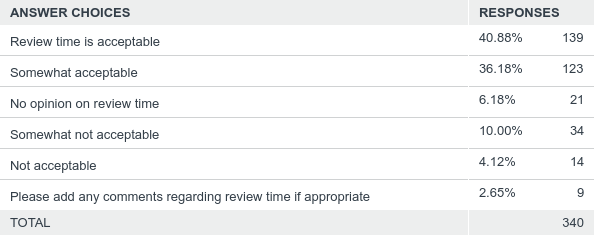 ANSWER CHOICES RESPONSES
Review time is acceptable 40.88% 139
Somewhat acceptable 36.18% 123
No opinion on review time 6.18% 21
Somewhat not acceptable 10.00% 34
Not acceptable 4.12% 14
Please add any comments regarding review time if appropriate 2.65% 9
TOTAL 340